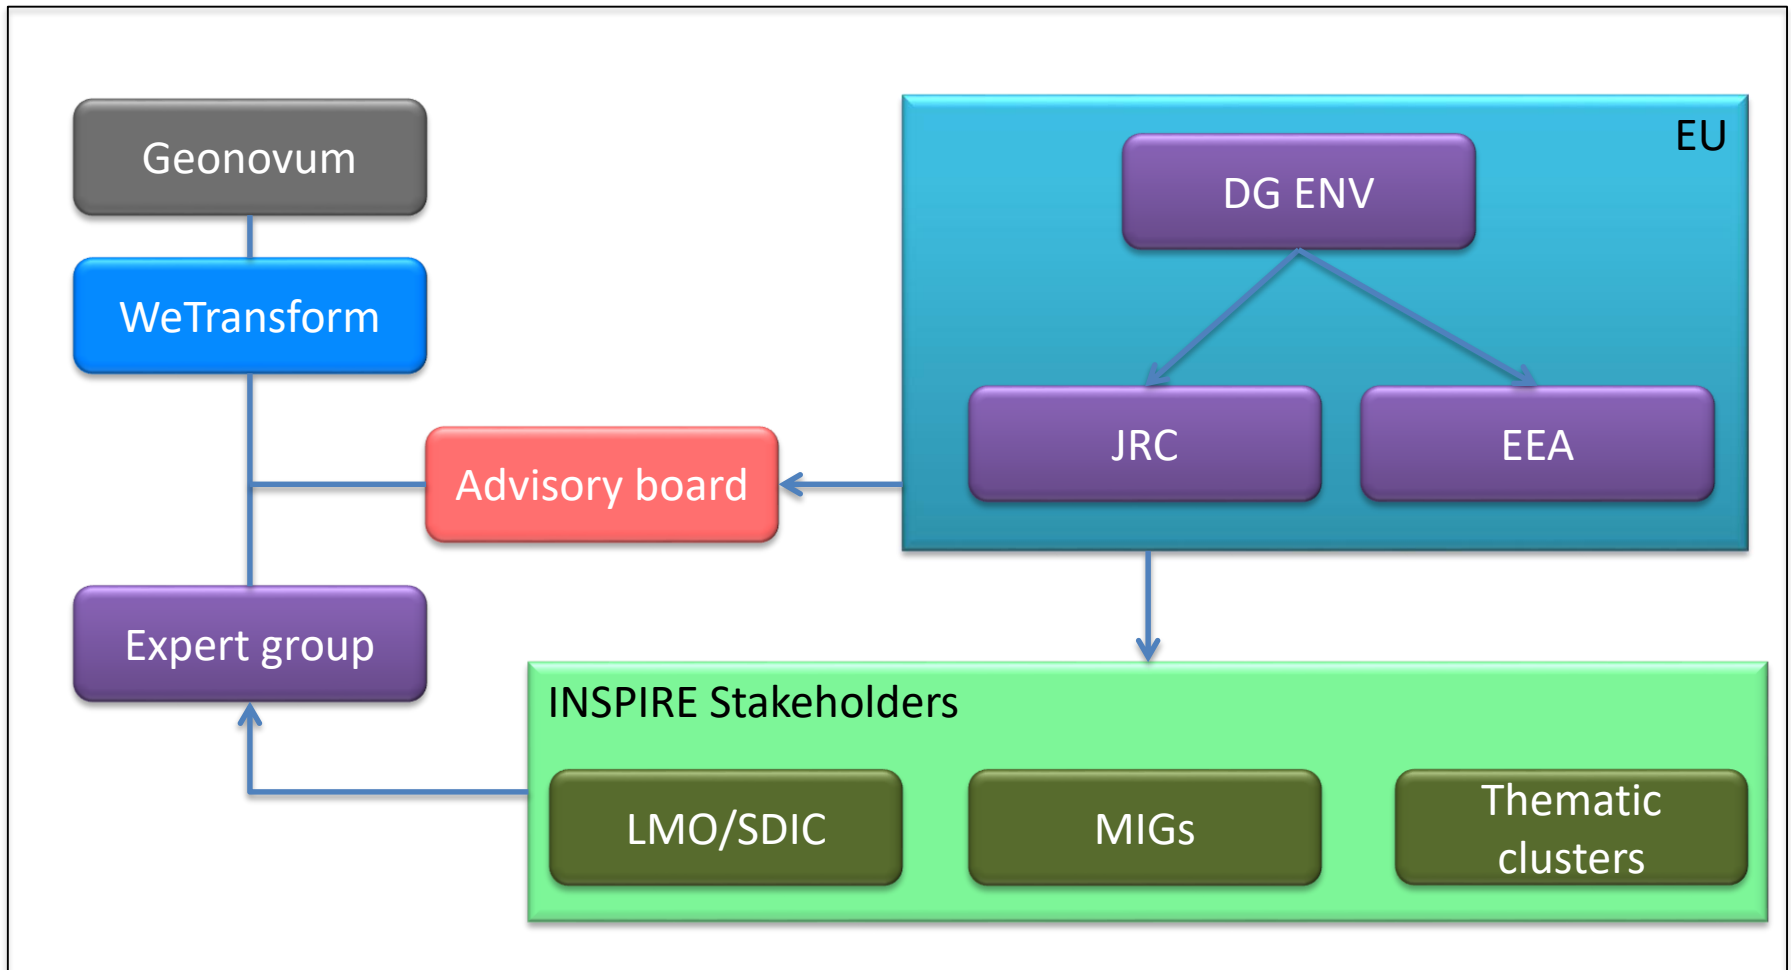 Geonovum
WeTransform
Advisory board
Expert group
EU
DG ENV
JRC
EEA
INSPIRE Stakeholders
LMO/SDIC
MIGs
Thematic
clusters